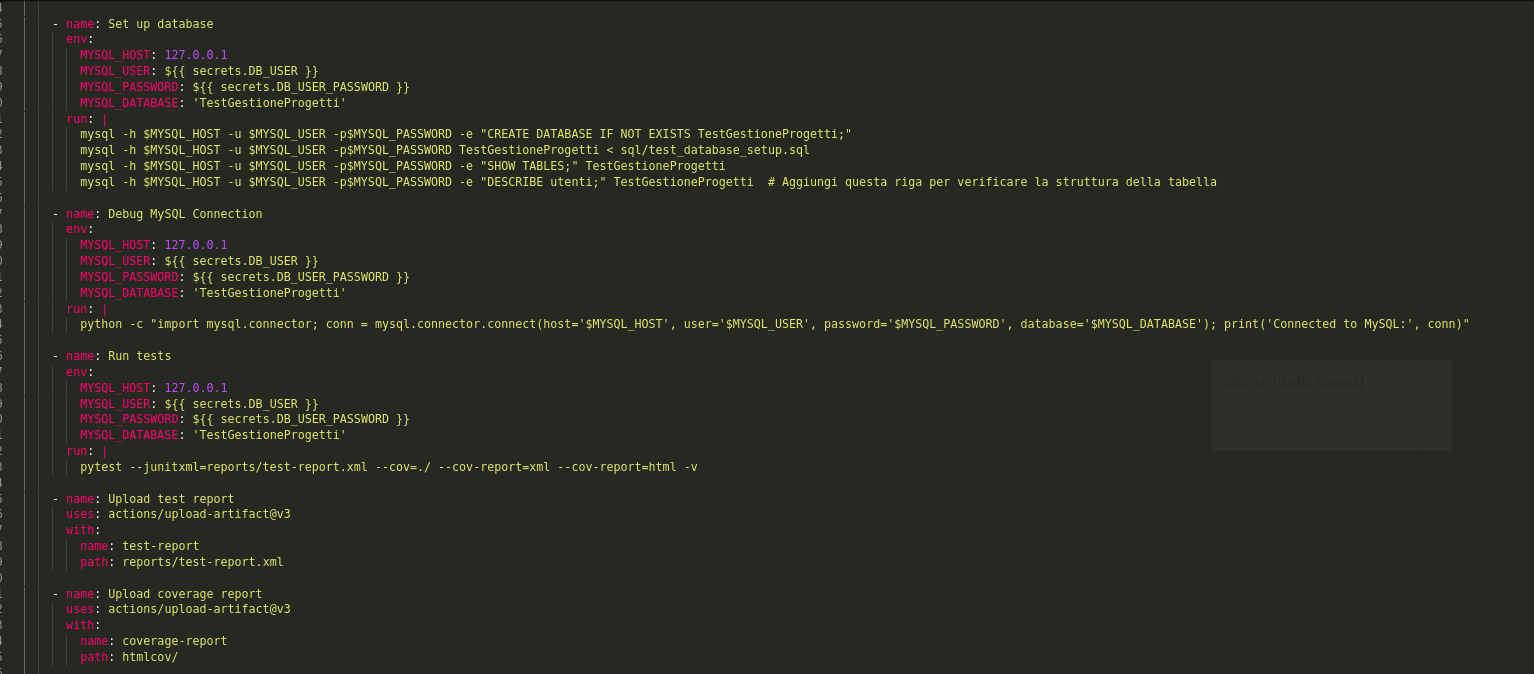 - name: Set up database
env:
MYSQL_HOST: 127.0.0.1
MYSQL_USER: ${{ secrets.DB_USER }}
MYSQL_PASSWORD: ${{ secrets.DB_USER_PASSWORD }}
MYSQL_DATABASE: 'TestGestioneProgetti'
run: |
mysql -h $MYSQL_HOST -u $MYSQL_USER -p$MYSQL_PASSWORD -e "CREATE DATABASE IF NOT EXISTS TestGestioneProgetti;"
mysql -h $MYSQL_HOST -u $MYSQL_USER -p$MYSQL_PASSWORD TestGestioneProgetti < sql/test_database_setup.sql
mysql -h $MYSQL_HOST -u $MYSQL_USER -p$MYSQL_PASSWORD -e "SHOW TABLES;" TestGestioneProgetti
mysql -h $MYSQL_HOST -u $MYSQL_USER -p$MYSQL_PASSWORD -e "DESCRIBE utenti;" TestGestioneProgetti  # Aggiungi questa riga per verificare la struttura della tabella
- name: Debug MySQL Connection
env:
MYSQL_HOST: 127.0.0.1
MYSQL_USER: ${{ secrets.DB_USER }}
MYSQL_PASSWORD: ${{ secrets.DB_USER_PASSWORD }}
MYSQL_DATABASE: 'TestGestioneProgetti'
run: |
python -c "import mysql.connector; conn = mysql.connector.connect(host='$MYSQL_HOST', user='$MYSQL_USER', password='$MYSQL_PASSWORD', database='$MYSQL_DATABASE'); print('Connected to MySQL:', conn)"
- name: Run tests
env:
admin (auto saved)
MYSQL_HOST: 127.0.0.1
MYSQL_USER: ${{ secrets.DB_USER }}
MYSQL_PASSWORD: ${{ secrets.DB_USER_PASSWORD }}
MYSQL_DATABASE: 'TestGestioneProgetti'
run: |
pytest --junitxml=reports/test-report.xml --cov=./ --cov-report=xml --cov-report=html -v
- name: Upload test report
uses: actions/upload-artifact@v3
with:
name: test-report
path: reports/test-report.xml
- name: Upload coverage report
uses: actions/upload-artifact@v3
with:
name: coverage-report
path: htmlcov/